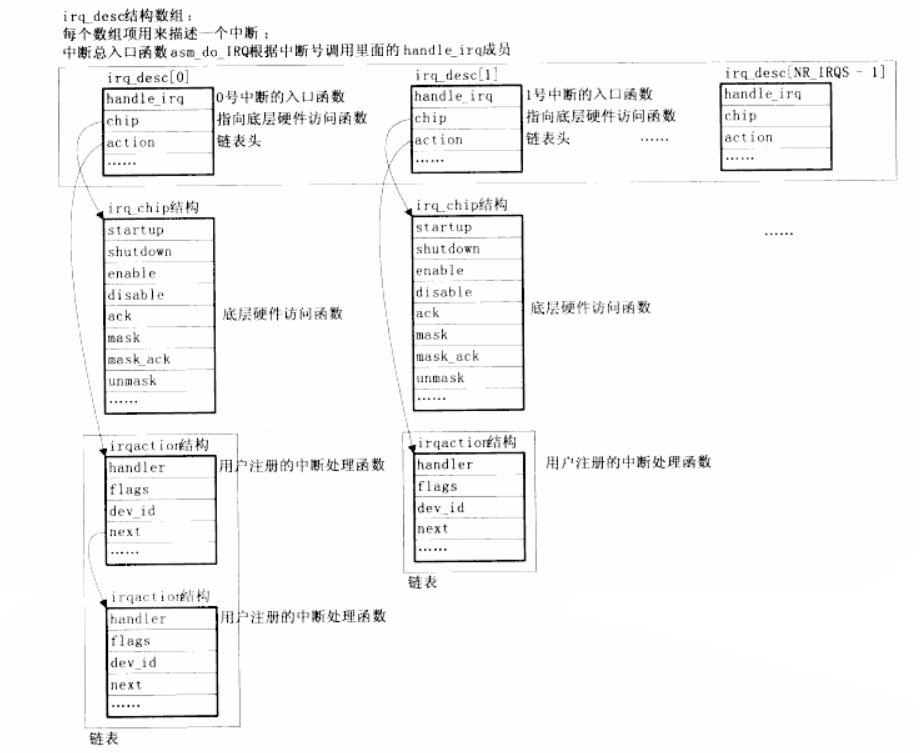 irq_desc结构数组：
每个数组项用来描述一个中断；
中断总入口函数asm_do_IRQ根据中断号调用里面的handle_irq成员
irq_desc[0]
handle_irq 0号中断的入口函数
chip 指向底层硬件访问函数
action 链表头
……
irq_desc[1]
handle_irq 1号中断的入口函数
chip 指向底层硬件访问函数
action 链表头 ……
……
irq_desc[NR_IRQS - 1]
handle_irq
chip
action
……
irq_chip结构
startup
shutdown
enable
disable
ack 底层硬件访问函数
mask
mask_ack
unmask
……
irq_chip结构
startup
shutdown
enable
disable
ack 底层硬件访问函数
mask
mask_ack
unmask
……
……
irqaction结构
handler 用户注册的中断处理函数
flags
dev_id
next
……
irqaction结构
handler 用户注册的中断处理函数
flags
dev_id
next
……
链表
irqaction结构
handler 用户注册的中断处理函数
flags
dev_id
next
……
链表